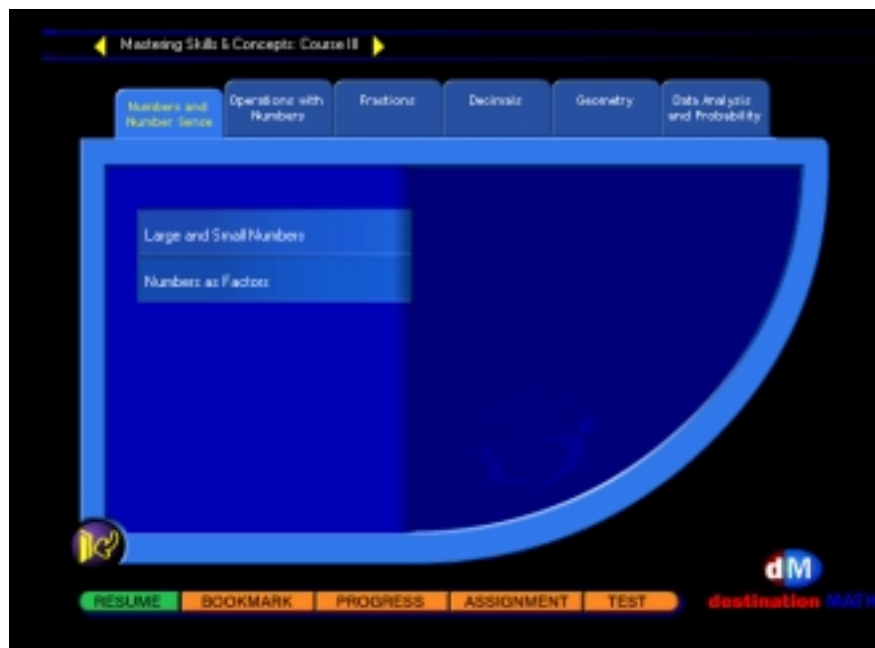 Mastering Skills & Concepts: Course III
Numbers and
Number Sense
Operations with
Numbers
Fractions
Decimals
Geometry
Data Analysis
and Probability
Large and Small Numbers
Numbers as Factors
dM
RESUME BOOKMARK PROGRESS ASSIGNMENT TEST
destination MATH